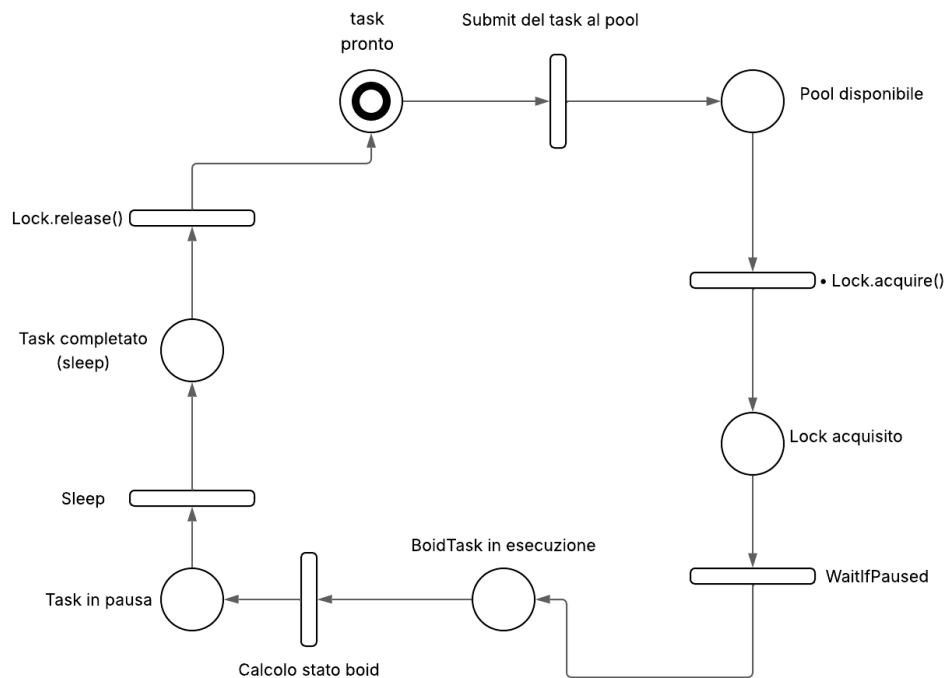 task
pronto
Submit del task al pool
Pool disponibile
Lock.release()
• Lock.acquire()
Task completato
(sleep)
Lock acquisito
Sleep
BoidTask in esecuzione
WaitIfPaused
Task in pausa
Calcolo stato boid